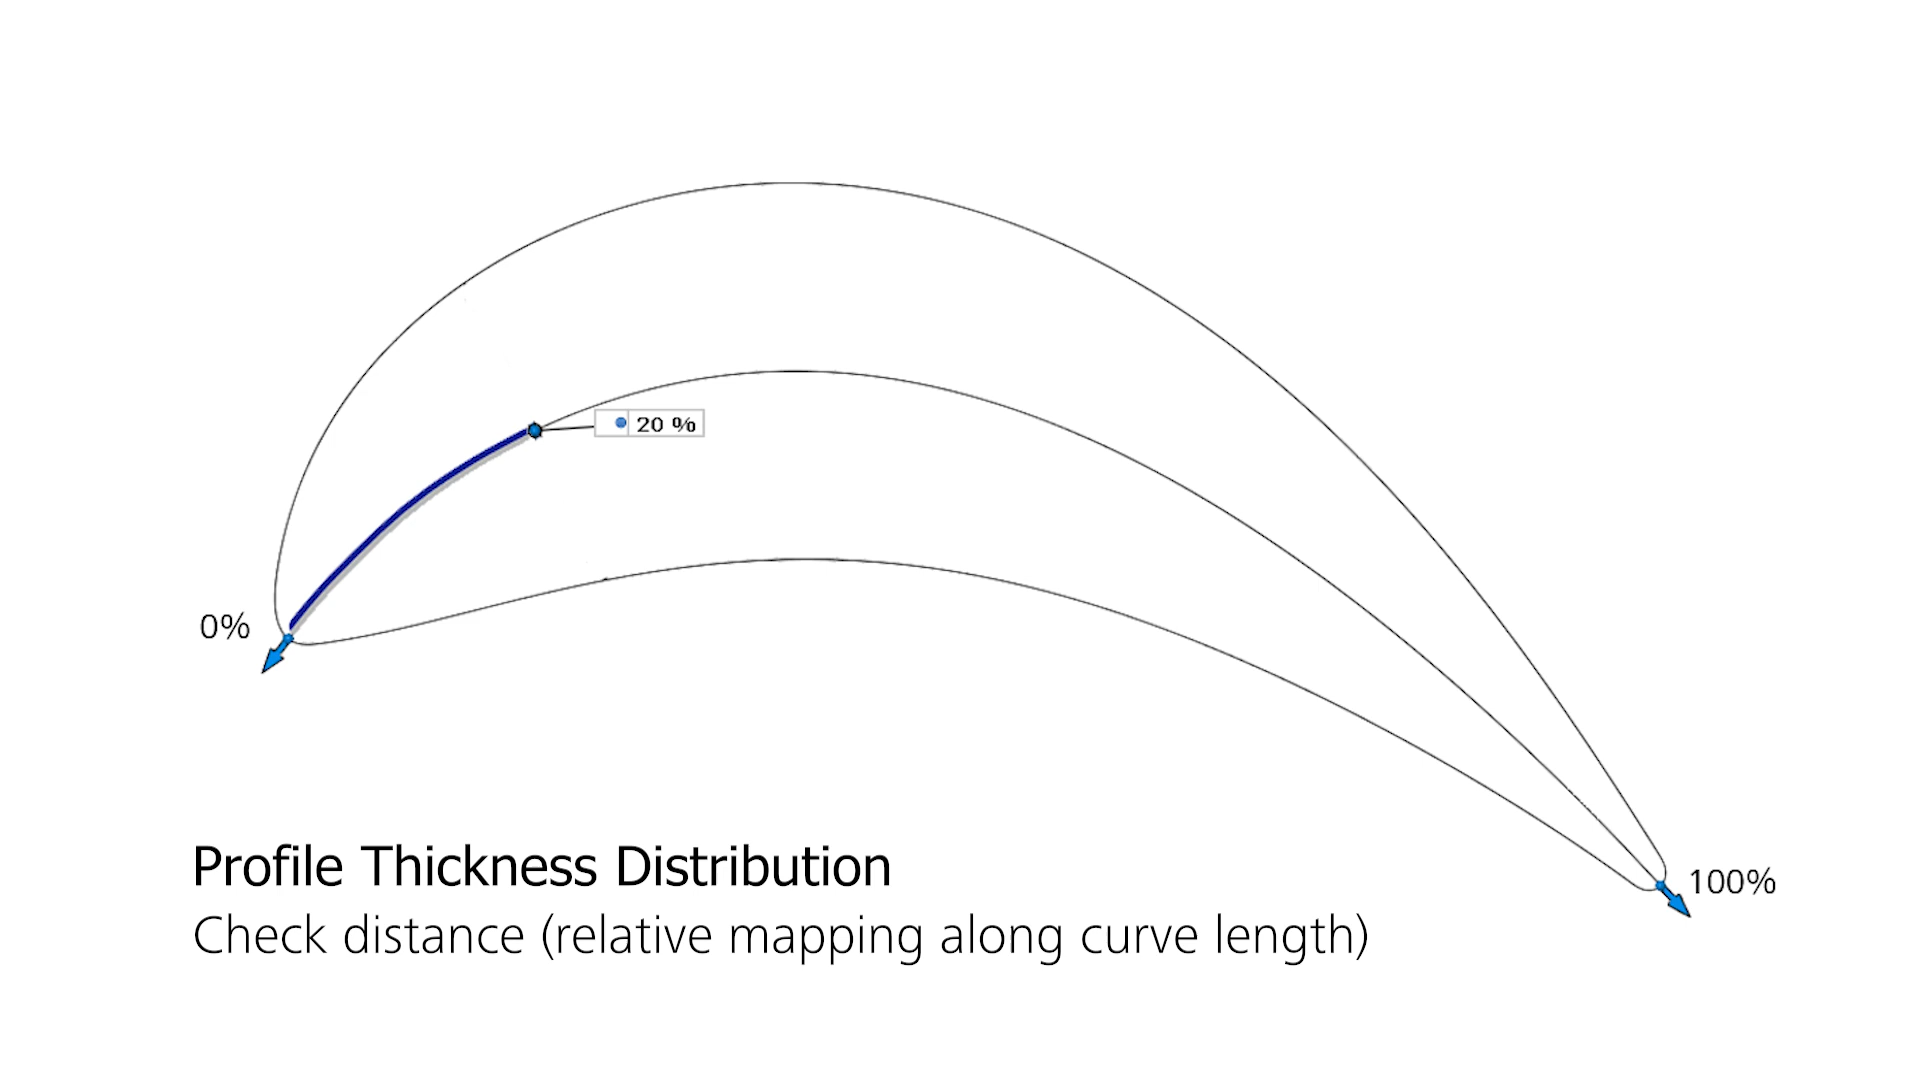 20 %
0%
Profile Thickness Distribution
100%
Check distance (relative mapping along curve length)